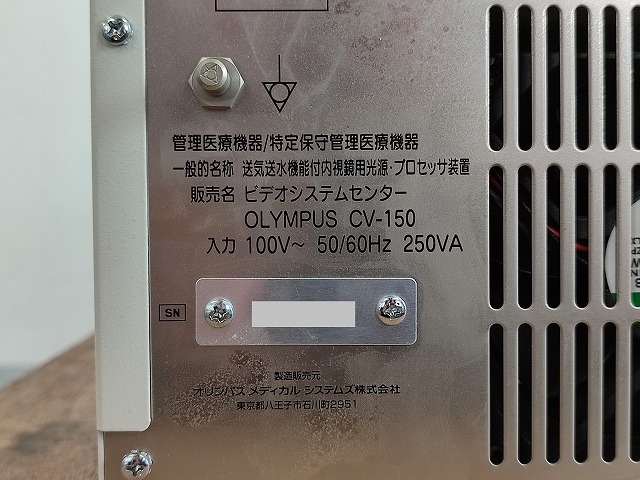 管理医療機器/特定保守管理医療機器
一般的名称 送気送水機能付内視鏡用光源・プロセッサ装置
販売名 ビデオシステムセンター
OLYMPUS CV-150
入力 100V～ 50/60Hz 250VA
SN
製造販売元
オリンパス メディカル システムズ株式会社
東京都八王子市石川町2951